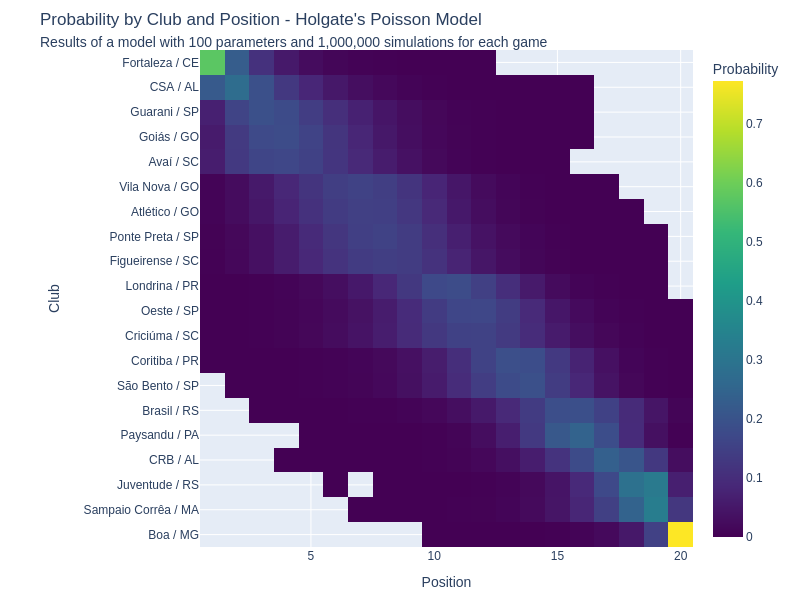 Probability by Club and Position - Holgate's Poisson Model
Results of a model with 100 parameters and 1,000,000 simulations for each game
Probability
Fortaleza / CE
CSA / AL
Guarani / SP
Goiás / GO
Avaí / SC
Vila Nova / GO
Atlético / GO
Ponte Preta / SP
Figueirense / SC
Londrina / PR
Oeste / SP
Criciúma / SC
Coritiba / PR
São Bento / SP
Brasil / RS
Paysandu / PA
CRB / AL
Juventude / RS
Sampaio Corrêa / MA
Boa / MG
Club
5
10
15
20
Position
0.7
0.6
0.5
0.4
0.3
0.2
0.1
0